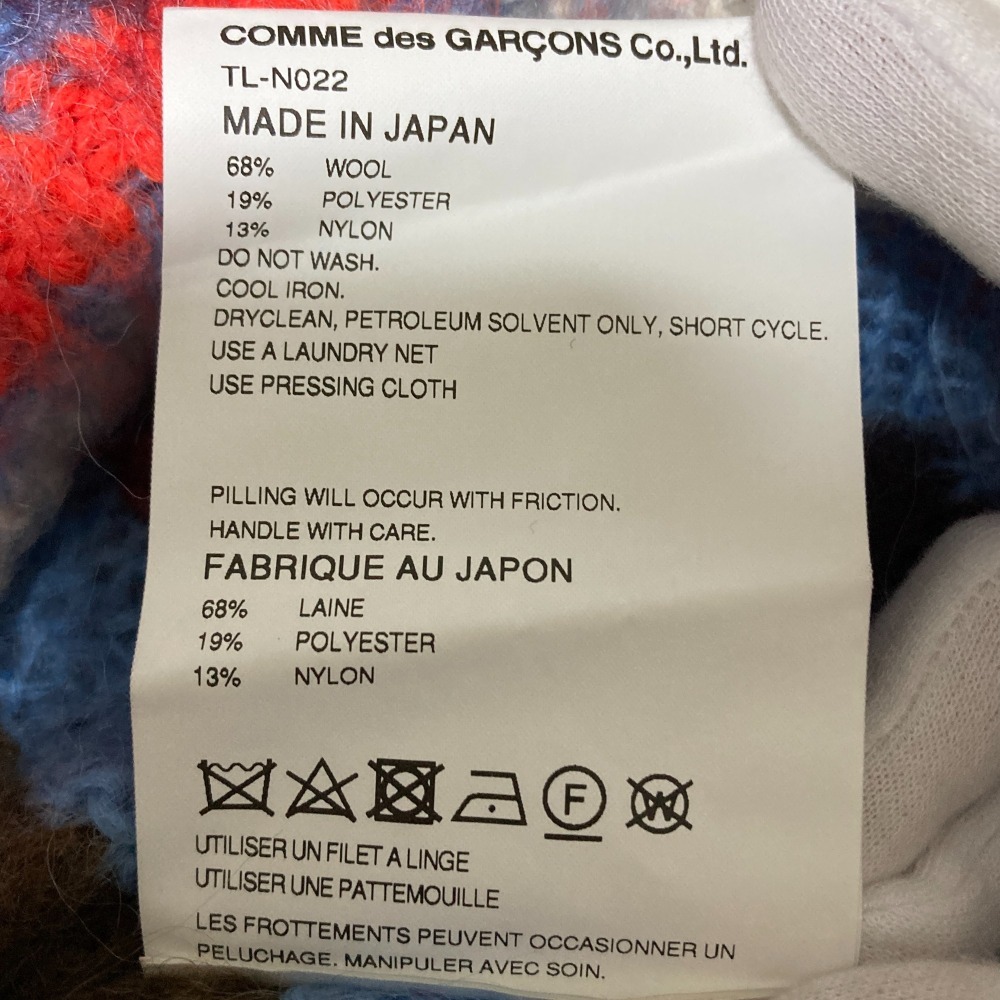 COMME des GARÇONS Co.,Ltd.
TL-N022
MADE IN JAPAN
68% WOOL
19% POLYESTER
13% NYLON
DO NOT WASH.
COOL IRON.
DRYCLEAN, PETROLEUM SOLVENT ONLY, SHORT CYCLE.
USE A LAUNDRY NET
USE PRESSING CLOTH
PILLING WILL OCCUR WITH FRICTION.
HANDLE WITH CARE.
FABRIQUE AU JAPON
68% LAINE
19% POLYESTER
13% NYLON
F W
UTILISER UN FILET A LINGE
UTILISER UNE PATTEMOUILLE
LES FROTTEMENTS PEUVENT OCCASIONNER UN
PELUCHAGE. MANIPULER AVEC SOIN.